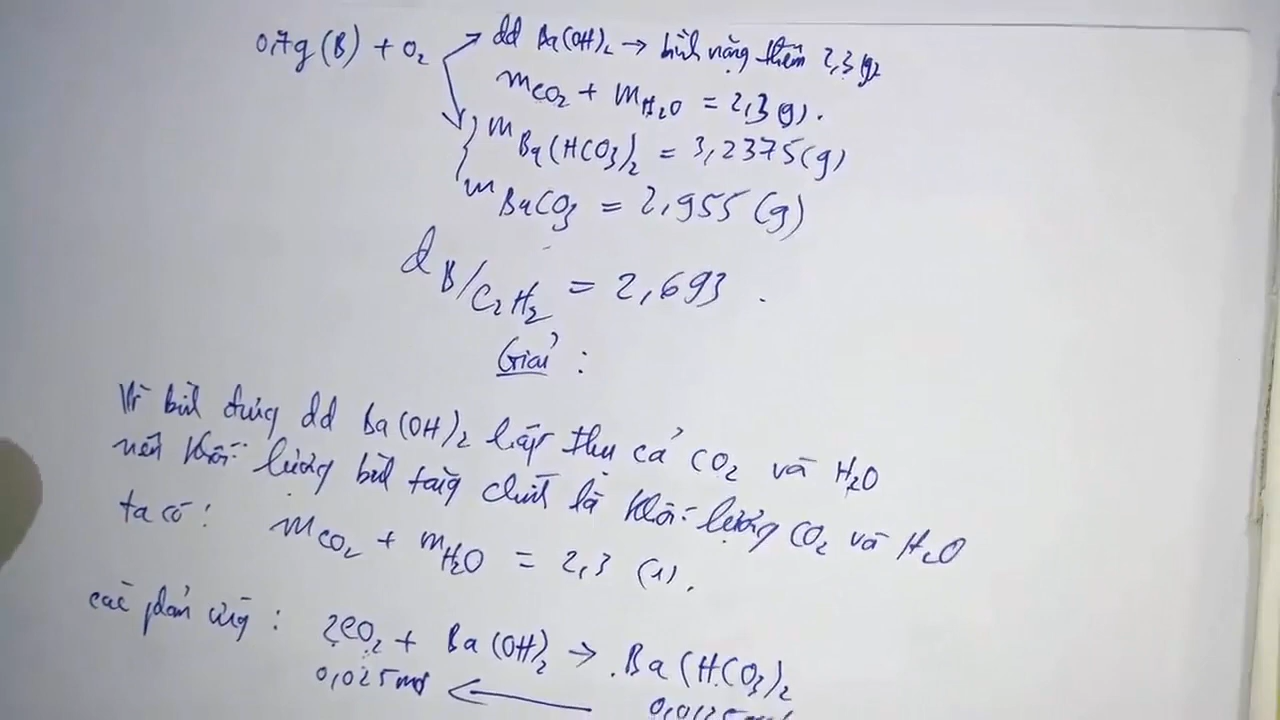 0,7g (B) + O2 dd Ba(OH)2 → bình nặng thêm 2,3 (g)
mCO2 + mH2O = 2,3 (g).
mBa(HCO3)2 = 3,2375 (g)
mBaCO3 = 2,955 (g)
dB/C2H2 = 2,693.
Giải:
Vì bình đựng dd Ba(OH)2 hấp thụ cả CO2 và H2O
nên khối lượng bình tăng chính là khối lượng CO2 và H2O
ta có: mCO2 + mH2O = 2,3 (1).
các phản ứng: 2CO2 + Ba(OH)2 → Ba(HCO3)2
0,025mol ←